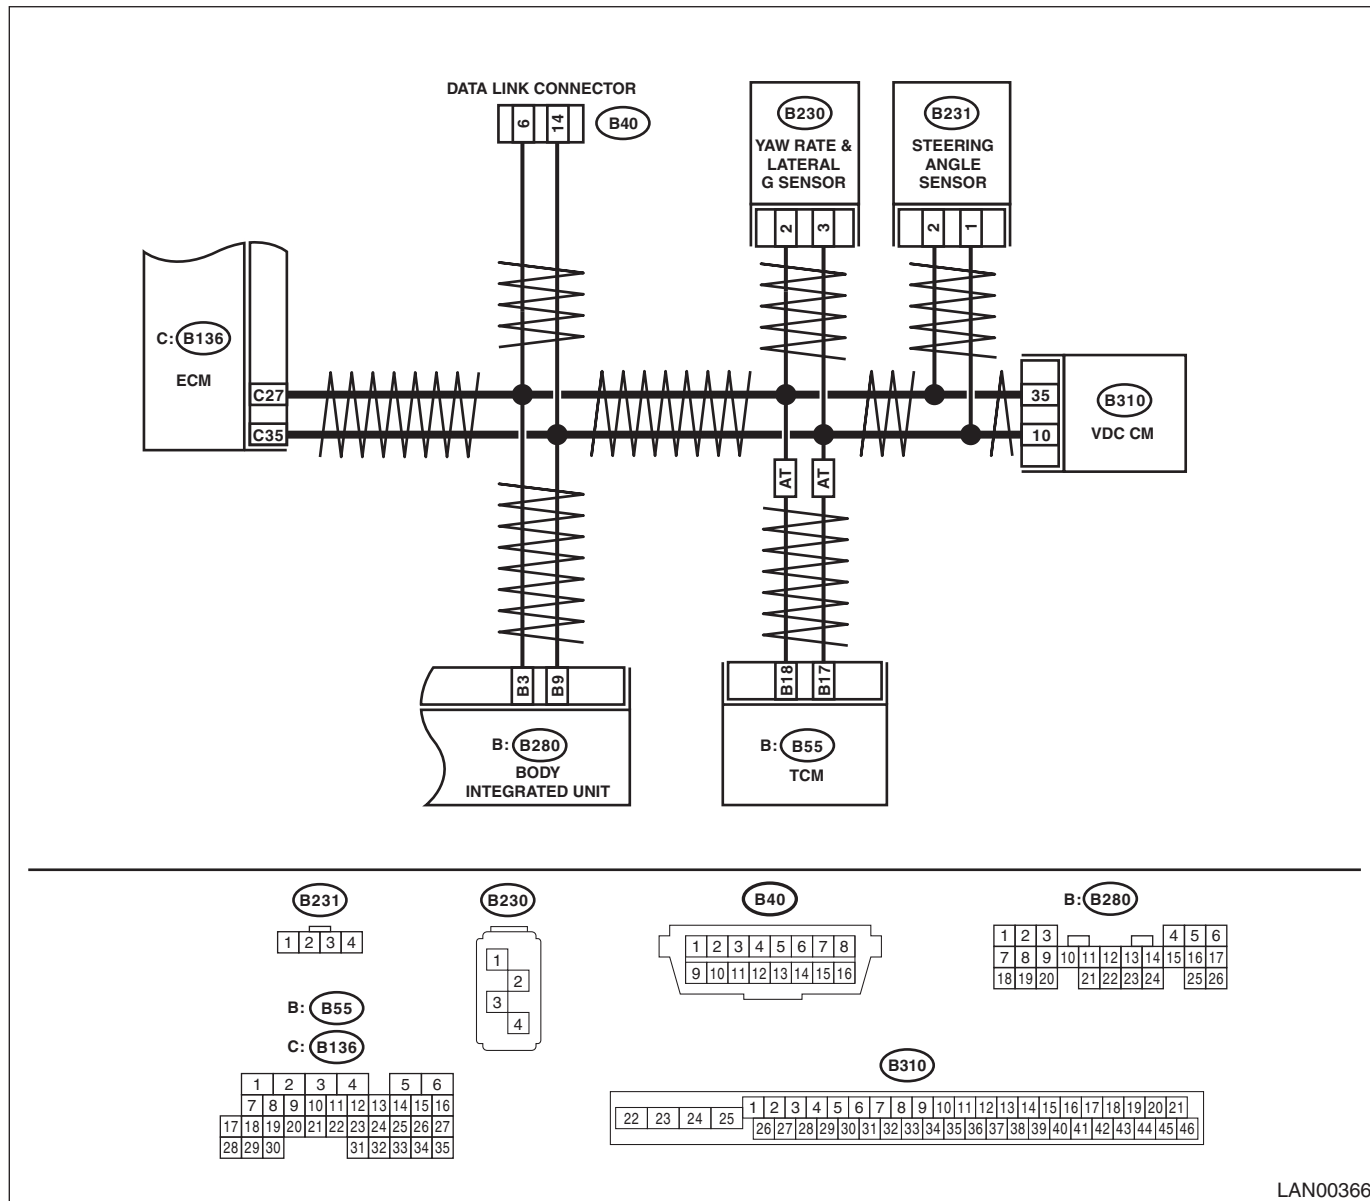 DATA LINK CONNECTOR
6 14 B40
B230
YAW RATE &
LATERAL
G SENSOR
2 3
B231
STEERING
ANGLE
SENSOR
2 1
C: B136
ECM
C27
C35
35
10
B310
VDC CM
AT AT
B3 B9
B: B280
BODY
INTEGRATED UNIT
B18 B17
B: B55
TCM
B231
1 2 3 4
B230
1
2
3
4
B40
1 2 3 4 5 6 7 8
9 10 11 12 13 14 15 16
B: B280
1 2 3 4 5 6
7 8 9 10 11 12 13 14 15 16 17
18 19 20 21 22 23 24 25 26
B: B55
C: B136
1 2 3 4 5 6
7 8 9 10 11 12 13 14 15 16
17 18 19 20 21 22 23 24 25 26 27
28 29 30 31 32 33 34 35
B310
22 23 24 25
1 2 3 4 5 6 7 8 9 10 11 12 13 14 15 16 17 18 19 20 21
26 27 28 29 30 31 32 33 34 35 36 37 38 39 40 41 42 43 44 45 46
LAN00366